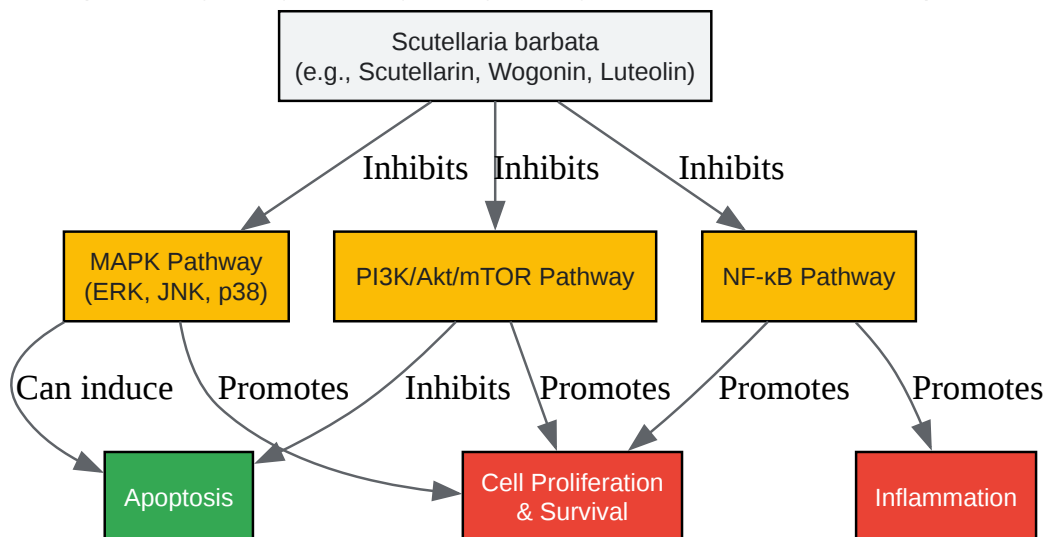 Scutellaria barbata
(e.g., Scutellarin, Wogonin, Luteolin)
Inhibits
Inhibits
Inhibits
MAPK Pathway
(ERK, JNK, p38)
PI3K/Akt/mTOR Pathway
NF-κB Pathway
Can induce
Promotes
Inhibits
Promotes
Promotes
Promotes
Apoptosis
Cell Proliferation
& Survival
Inflammation